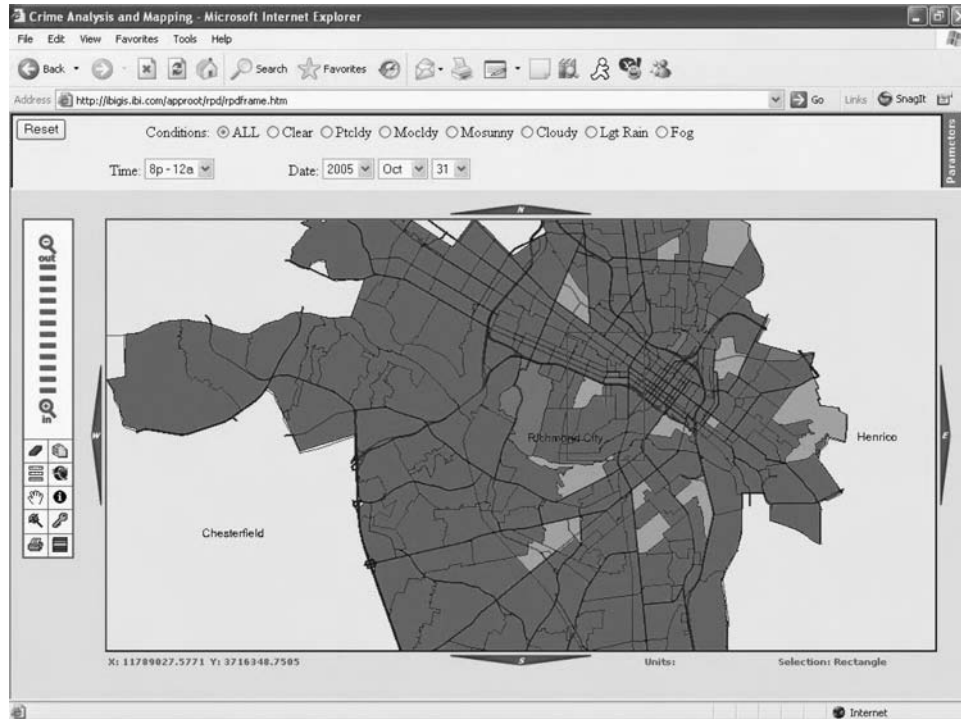 Crime Analysis and Mapping - Microsoft Internet Explorer
File Edit View Favorites Tools Help
Back Search Favorites
Address http://ibigis.ibi.com/approot/rpd/rpdframe.htm Go Links SnagIt
Reset Conditions: ALL Clear Ptcldy Mocldy Mosunny Cloudy Lgt Rain Fog
Parameters
Time: 8p - 12a Date: 2005 Oct 31
N
out
in
W
E
Richmond City
Henrico
Chesterfield
S
X: 11789027.5771 Y: 3716348.7505 Units: Selection: Rectangle
Internet